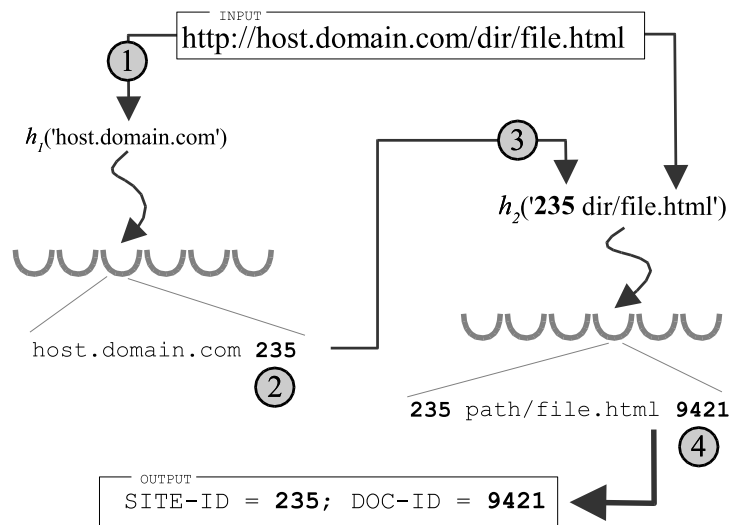 INPUT
http://host.domain.com/dir/file.html
1
h1('host.domain.com')
3
h2('235 dir/file.html')
host.domain.com 235
2
235 path/file.html 9421
4
OUTPUT
SITE-ID = 235; DOC-ID = 9421